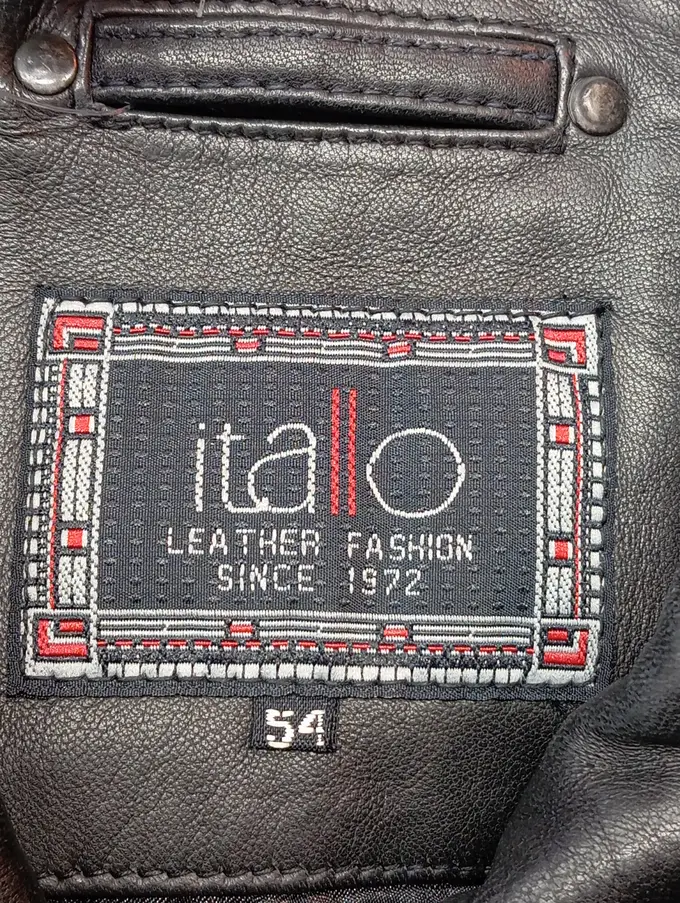 itallo
LEATHER FASHION
SINCE 1972
54